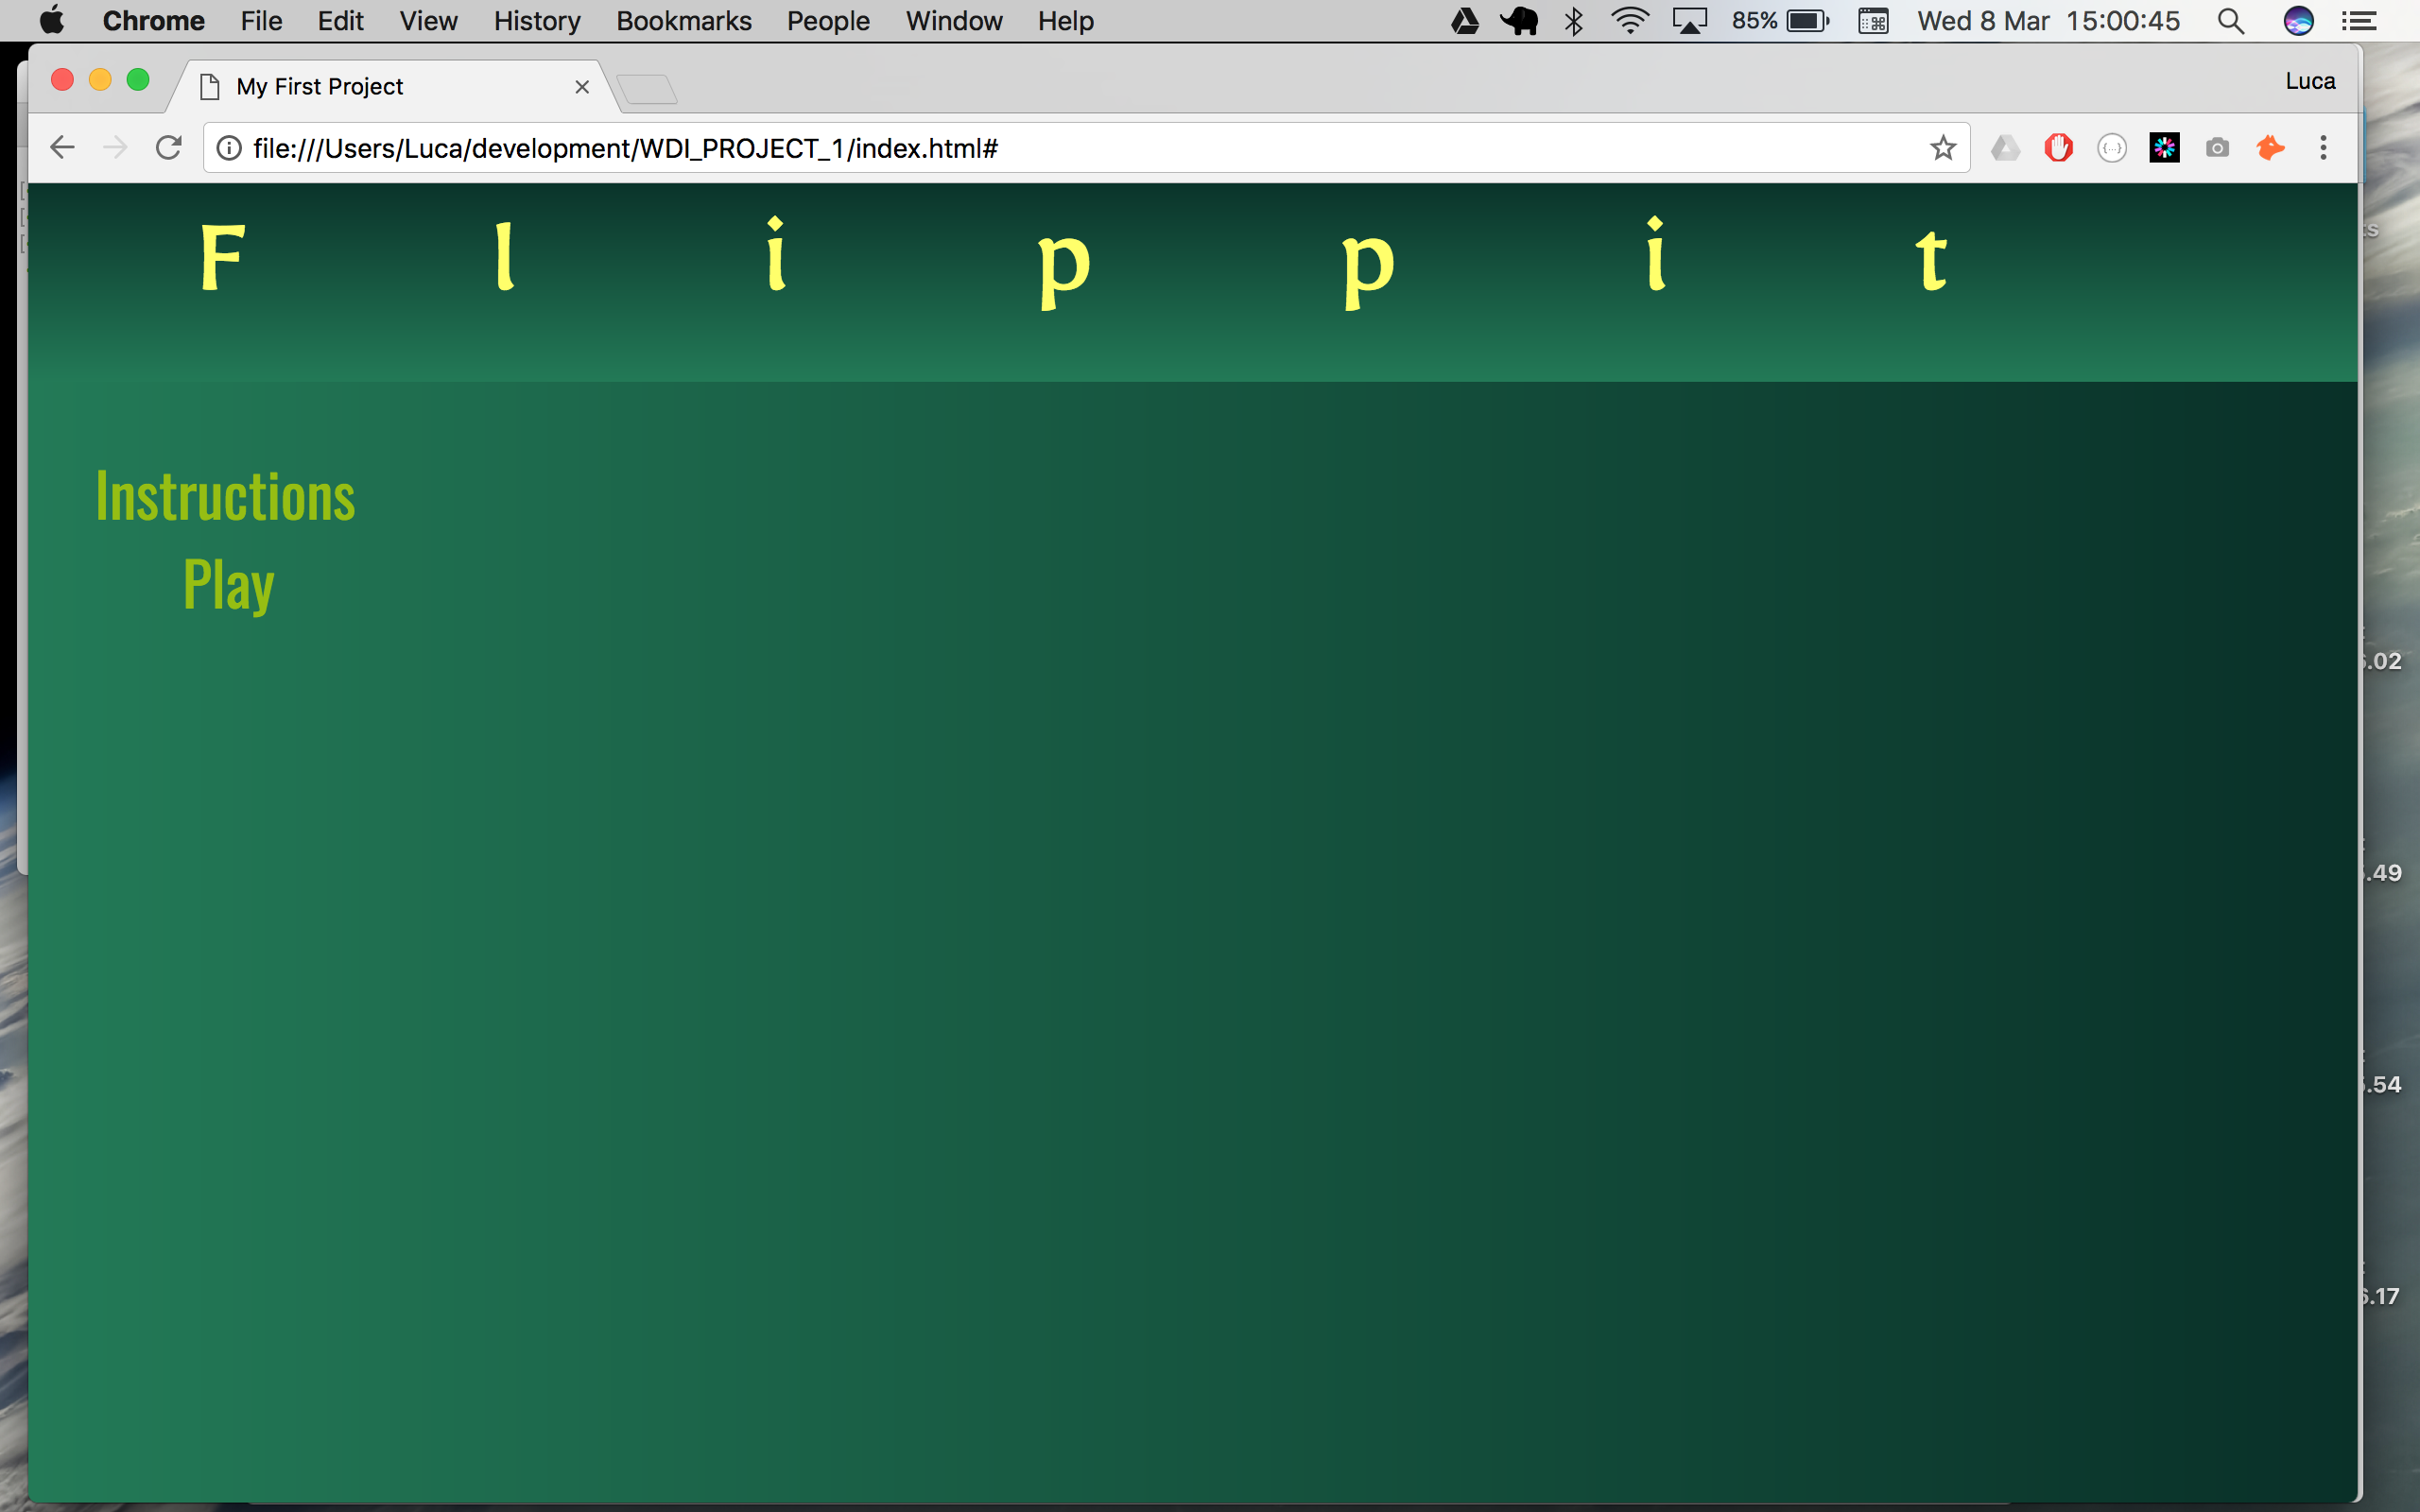 Chrome File Edit View History Bookmarks People Window Help 85% Wed 8 Mar 15:00:45
My First Project Luca
file:///Users/Luca/development/WDI_PROJECT_1/index.html#
F l i p p i t
Instructions
Play
.02
.49
.54
.17